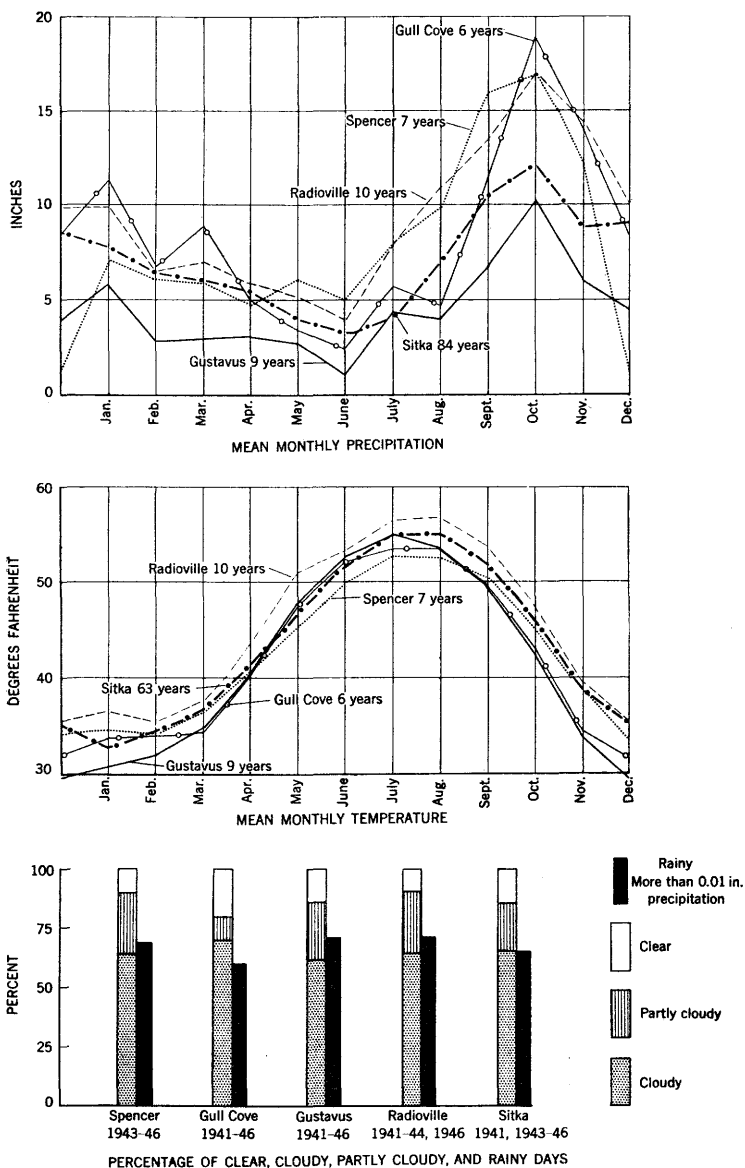 20
15
10
5
0
INCHES
Gull Cove 6 years
Spencer 7 years
Radioville 10 years
Sitka 84 years
Gustavus 9 years
Jan.
Feb.
Mar.
Apr.
May
June
July
Aug.
Sept.
Oct.
Nov.
Dec.
MEAN MONTHLY PRECIPITATION
60
50
40
30
DEGREES FAHRENHEIT
Radioville 10 years
Spencer 7 years
Sitka 63 years
Gull Cove 6 years
Gustavus 9 years
Jan.
Feb.
Mar.
Apr.
May
June
July
Aug.
Sept.
Oct.
Nov.
Dec.
MEAN MONTHLY TEMPERATURE
100
75
50
25
0
PERCENT
Rainy
More than 0.01 in.
precipitation
Clear
Partly cloudy
Cloudy
Spencer
1943-46
Gull Cove
1941-46
Gustavus
1941-46
Radioville
1941-44, 1946
Sitka
1941, 1943-46
PERCENTAGE OF CLEAR, CLOUDY, PARTLY CLOUDY, AND RAINY DAYS